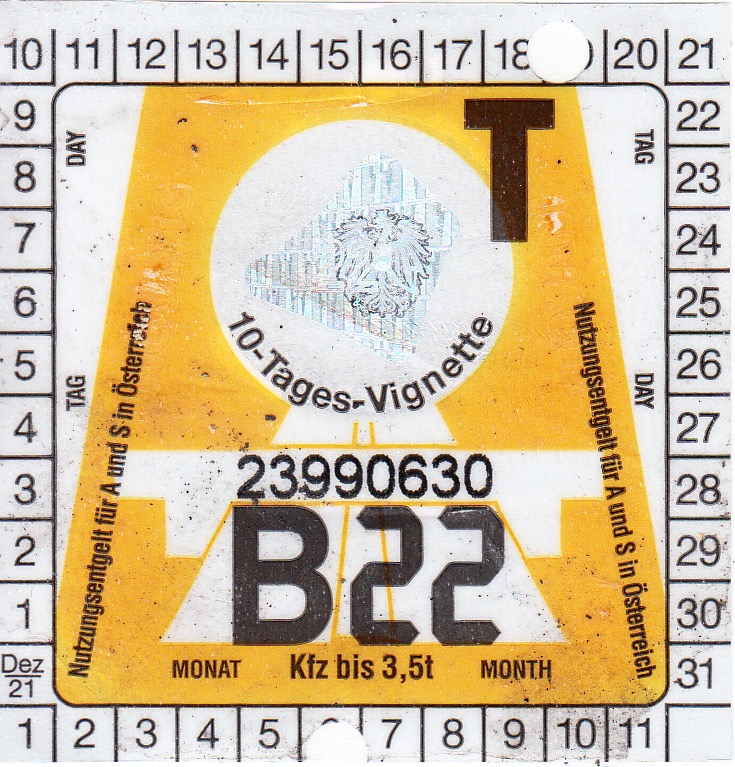 10 11 12 13 14 15 16 17 18 20 21
9 DAY T TAG 22
8 23
7 24
6 25
5 TAG DAY 26
4 27
3 28
2 29
1 30
Dez
21
31
10-Tages-Vignette
Nutzungsentgelt für A und S in Österreich
Nutzungsentgelt für A und S in Österreich
23990630
B22
MONAT Kfz bis 3,5t MONTH
1 2 3 4 5 7 8 9 10 11